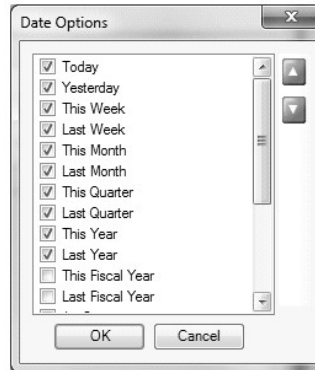 Date Options
Today
Yesterday
This Week
Last Week
This Month
Last Month
This Quarter
Last Quarter
This Year
Last Year
This Fiscal Year
Last Fiscal Year
OK Cancel